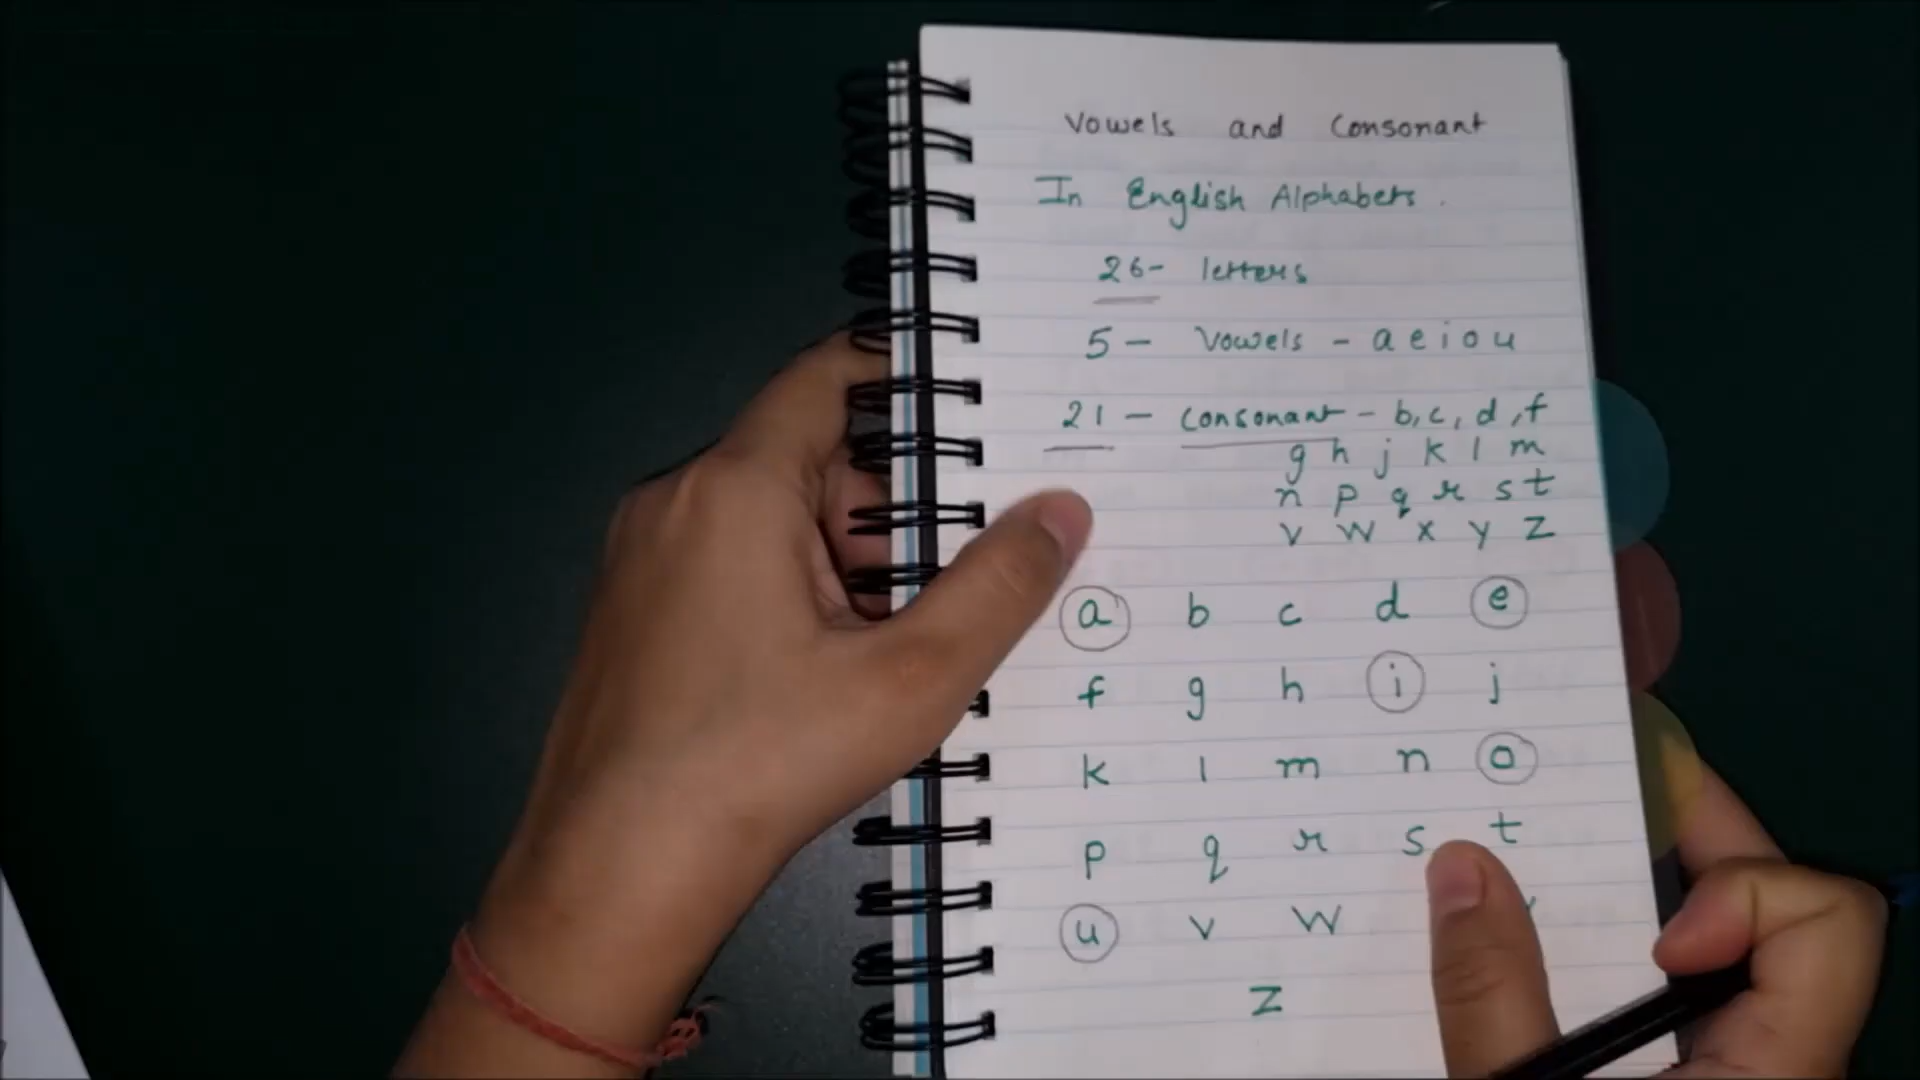 Vowels and Consonant
In English Alphabets.
26- letters
5 - Vowels - a e i o u
21 - Consonant - b, c, d, f
g h j k l m
n p q r s t
v w x y z
a b c d e
f g h i j
k l m n o
p q r s t
u v w
z